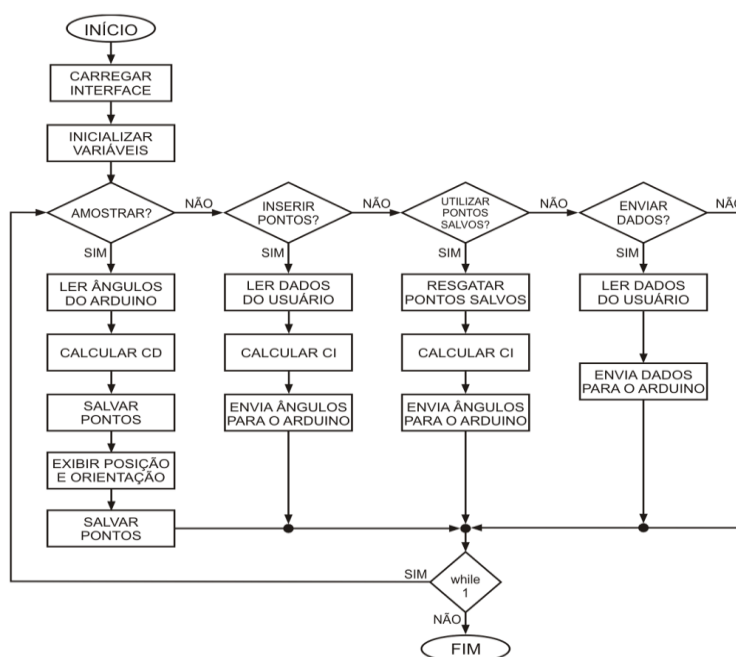 INÍCIO
CARREGAR
INTERFACE
INICIALIZAR
VARIÁVEIS
AMOSTRAR?
NÃO
INSERIR
PONTOS?
NÃO
UTILIZAR
PONTOS
SALVOS?
NÃO
ENVIAR
DADOS?
NÃO
SIM
SIM
SIM
SIM
LER ÂNGULOS
DO ARDUINO
LER DADOS
DO USUÁRIO
RESGATAR
PONTOS SALVOS
LER DADOS
DO USUÁRIO
CALCULAR CD
CALCULAR CI
CALCULAR CI
ENVIA DADOS
PARA O ARDUINO
SALVAR
PONTOS
ENVIA ÂNGULOS
PARA O ARDUINO
ENVIA ÂNGULOS
PARA O ARDUINO
EXIBIR POSIÇÃO
E ORIENTAÇÃO
SALVAR
PONTOS
SIM
while
1
NÃO
FIM